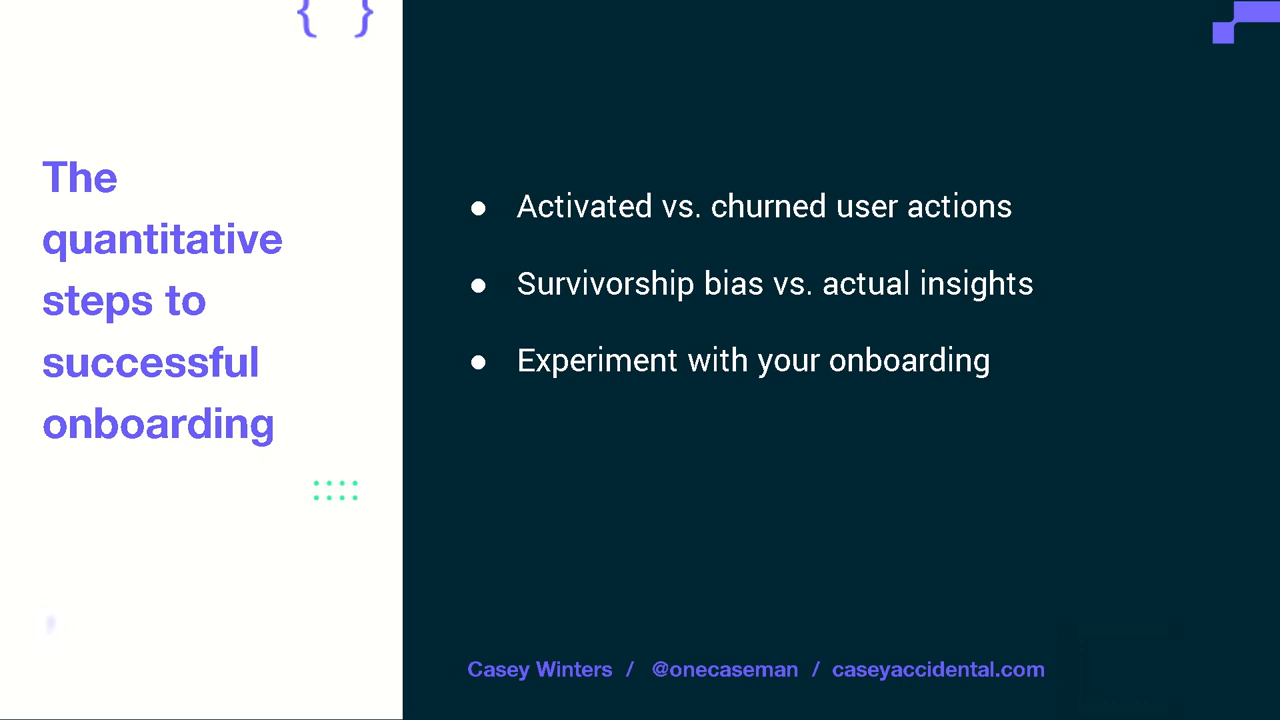 { }
The
quantitative
steps to
successful
onboarding
● Activated vs. churned user actions
● Survivorship bias vs. actual insights
● Experiment with your onboarding
Casey Winters / @onecaseman / caseyaccidental.com